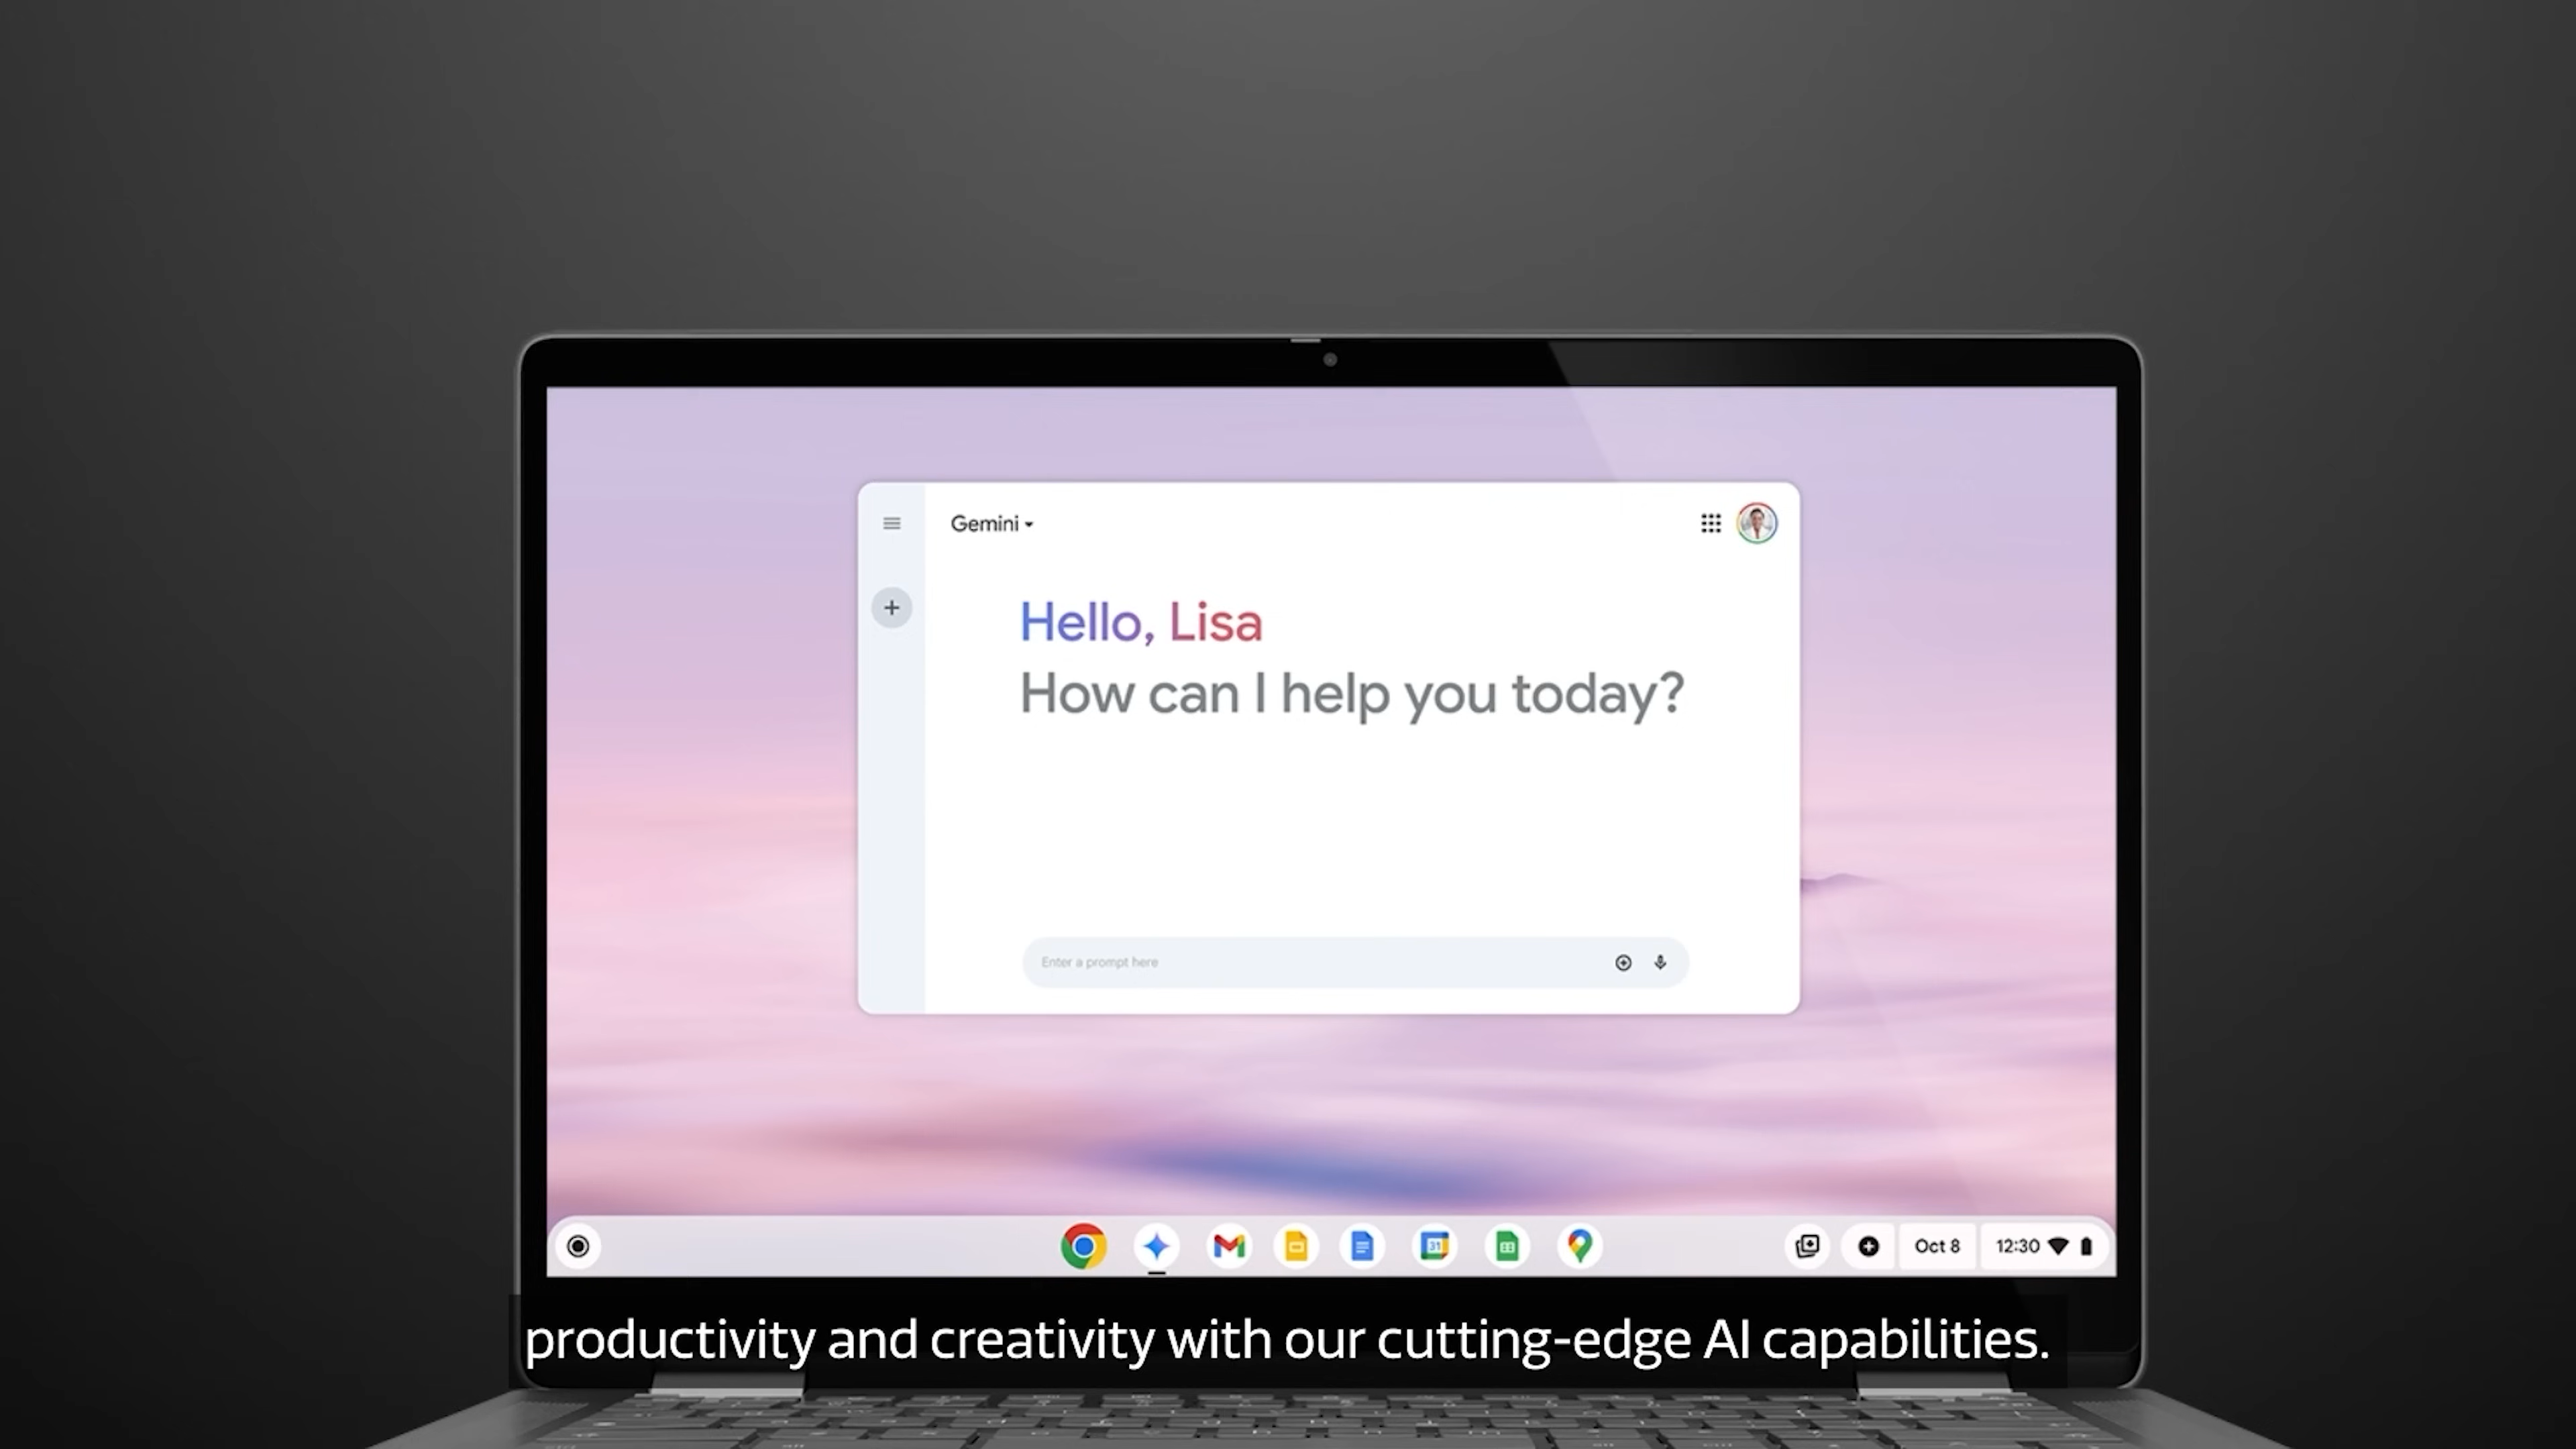 Gemini
Hello, Lisa
How can I help you today?
Enter a prompt here
31
Oct 8
12:30
productivity and creativity with our cutting-edge AI capabilities.